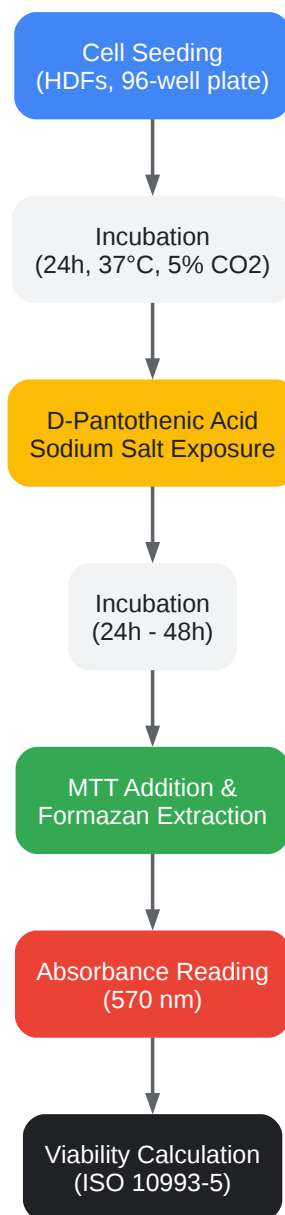 Cell Seeding
(HDFs, 96-well plate)
Incubation
(24h, 37°C, 5% CO2)
D-Pantothenic Acid
Sodium Salt Exposure
Incubation
(24h - 48h)
MTT Addition &
Formazan Extraction
Absorbance Reading
(570 nm)
Viability Calculation
(ISO 10993-5)